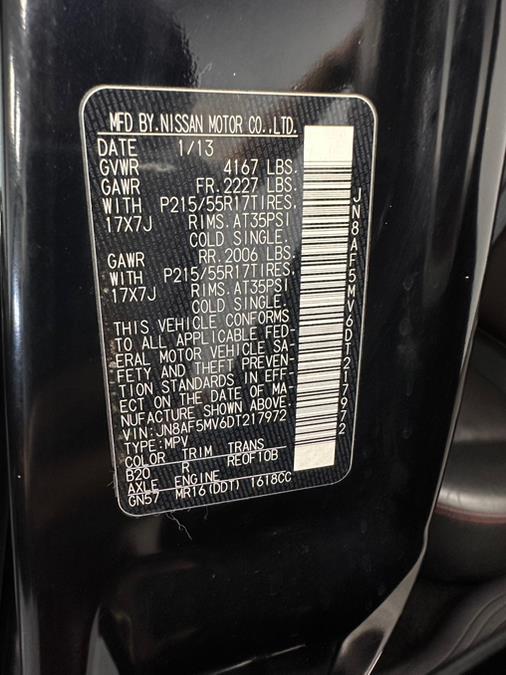 MFD BY.NISSAN MOTOR CO.,LTD.
DATE 1/13
GVWR 4167 LBS.
GAWR FR. 2227 LBS.
WITH P215/55R17TIRES,
17X7J RIMS. AT35PSI
COLD SINGLE
GAWR RR. 2006 LBS.
WITH P215/55R17TIRES,
17X7J RIMS. AT35PSI
COLD SINGLE
THIS VEHICLE CONFORMS
TO ALL APPLICABLE FED-
ERAL MOTOR VEHICLE SA-
FETY AND THEFT PREVEN-
TION STANDARDS IN EFF-
ECT ON THE DATE OF MA-
NUFACTURE SHOWN ABOVE.
VIN: JN8AF5MV6DT217972
TYPE: MPV
COLOR TRIM TRANS
B20 R RE0F10B
AXLE ENGINE
GN57 MR16(DDT) 1618CC
JN8AF5MV6DT217972